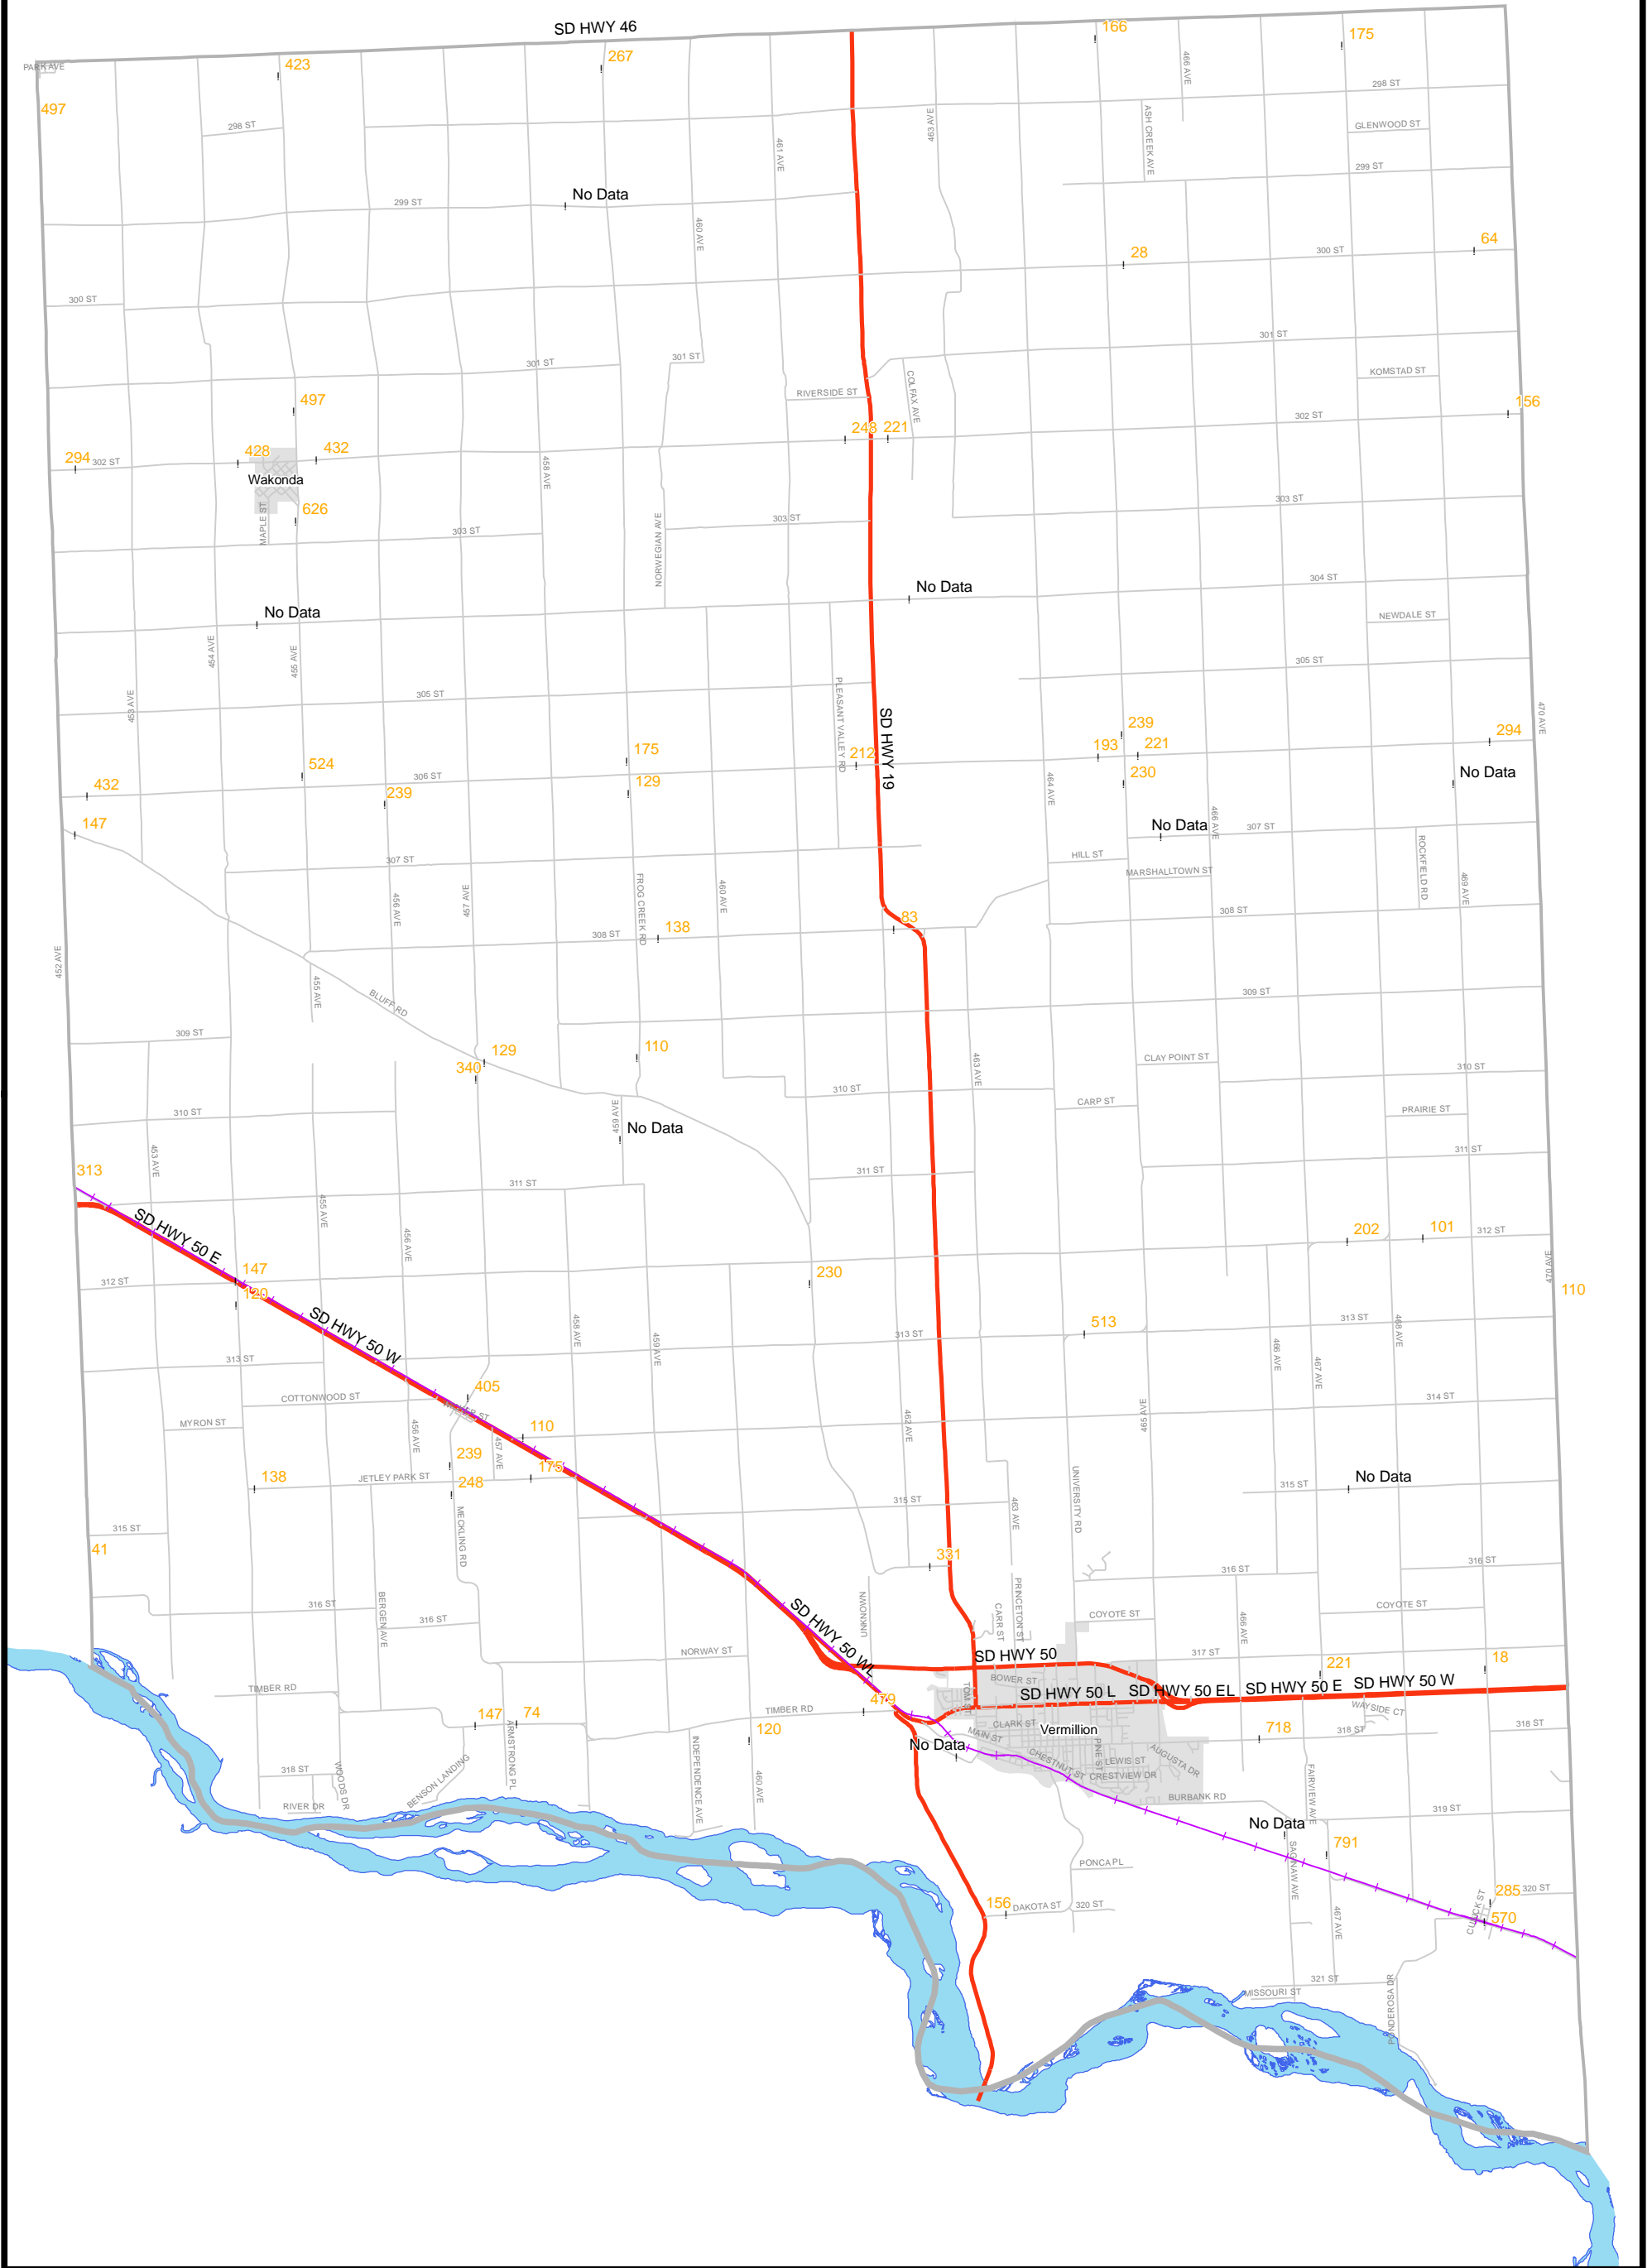 SD HWY 46
166
175
PARK AVE
423
267
466 AVE
298 ST
497
298 ST
463 AVE
ASH CREEK AVE
GLENWOOD ST
461 AVE
299 ST
No Data
299 ST
460 AVE
64
28
300 ST
300 ST
301 ST
301 ST
301 ST
KOMSTAD ST
COLFAX AVE
RIVERSIDE ST
497
156
302 ST
248
221
428
432
294
302 ST
458 AVE
Wakonda
303 ST
626
MAPLE ST
303 ST
303 ST
NORWEGIAN AVE
304 ST
No Data
No Data
NEWDALE ST
454 AVE
455 AVE
305 ST
305 ST
453 AVE
PLEASANT VALLEY RD
SD HWY 19
470 AVE
239
294
175
193
221
212
524
306 ST
No Data
432
239
129
230
464 AVE
147
No Data
307 ST
466 AVE
307 ST
HILL ST
ROCKFIELD RD
MARSHALLTOWN ST
469 AVE
457 AVE
456 AVE
FROG CREEK RD
460 AVE
308 ST
83
138
308 ST
452 AVE
455 AVE
BLUFF RD
309 ST
309 ST
129
110
463 AVE
CLAY POINT ST
340
310 ST
310 ST
310 ST
459 AVE
CARP ST
PRAIRIE ST
No Data
453 AVE
311 ST
311 ST
313
311 ST
455 AVE
SD HWY 50 E
456 AVE
202
101
312 ST
147
230
470 AVE
312 ST
110
120
SD HWY 50 W
458 AVE
459 AVE
513
313 ST
313 ST
468 AVE
313 ST
466 AVE
467 AVE
405
COTTONWOOD ST
314 ST
465 AVE
MYRON ST
456 AVE
457 AVE
110
462 AVE
239
138
JETLEY PARK ST
175
248
No Data
315 ST
315 ST
463 AVE
UNIVERSITY RD
MECKLING RD
315 ST
41
331
316 ST
316 ST
BERGEN AVE
316 ST
316 ST
UNKNOWN
PRINCETON ST
CARR ST
COYOTE ST
COYOTE ST
466 AVE
SD HWY 50 WL
NORWAY ST
SD HWY 50
317 ST
18
221
BOWER ST
TIMBER RD
TOM ST
SD HWY 50 L
SD HWY 50 EL
SD HWY 50 E
SD HWY 50 W
479
TIMBER RD
WAYSIDE CT
147
74
CLARK ST
Vermillion
318 ST
318 ST
718
120
MAIN ST
No Data
ARMSTRONG PL
INDEPENDENCE AVE
PINE ST
LEWIS ST
AUGUSTA DR
CHESTNUT ST
CRESTVIEW DR
318 ST
WOODS DR
BENSON LANDING
460 AVE
FAIRVIEW AVE
BURBANK RD
RIVER DR
319 ST
No Data
791
PONCA PL
SAGINAW AVE
285
320 ST
156
DAKOTA ST
320 ST
467 AVE
570
321 ST
MISSOURI ST
PONDEROSA DR